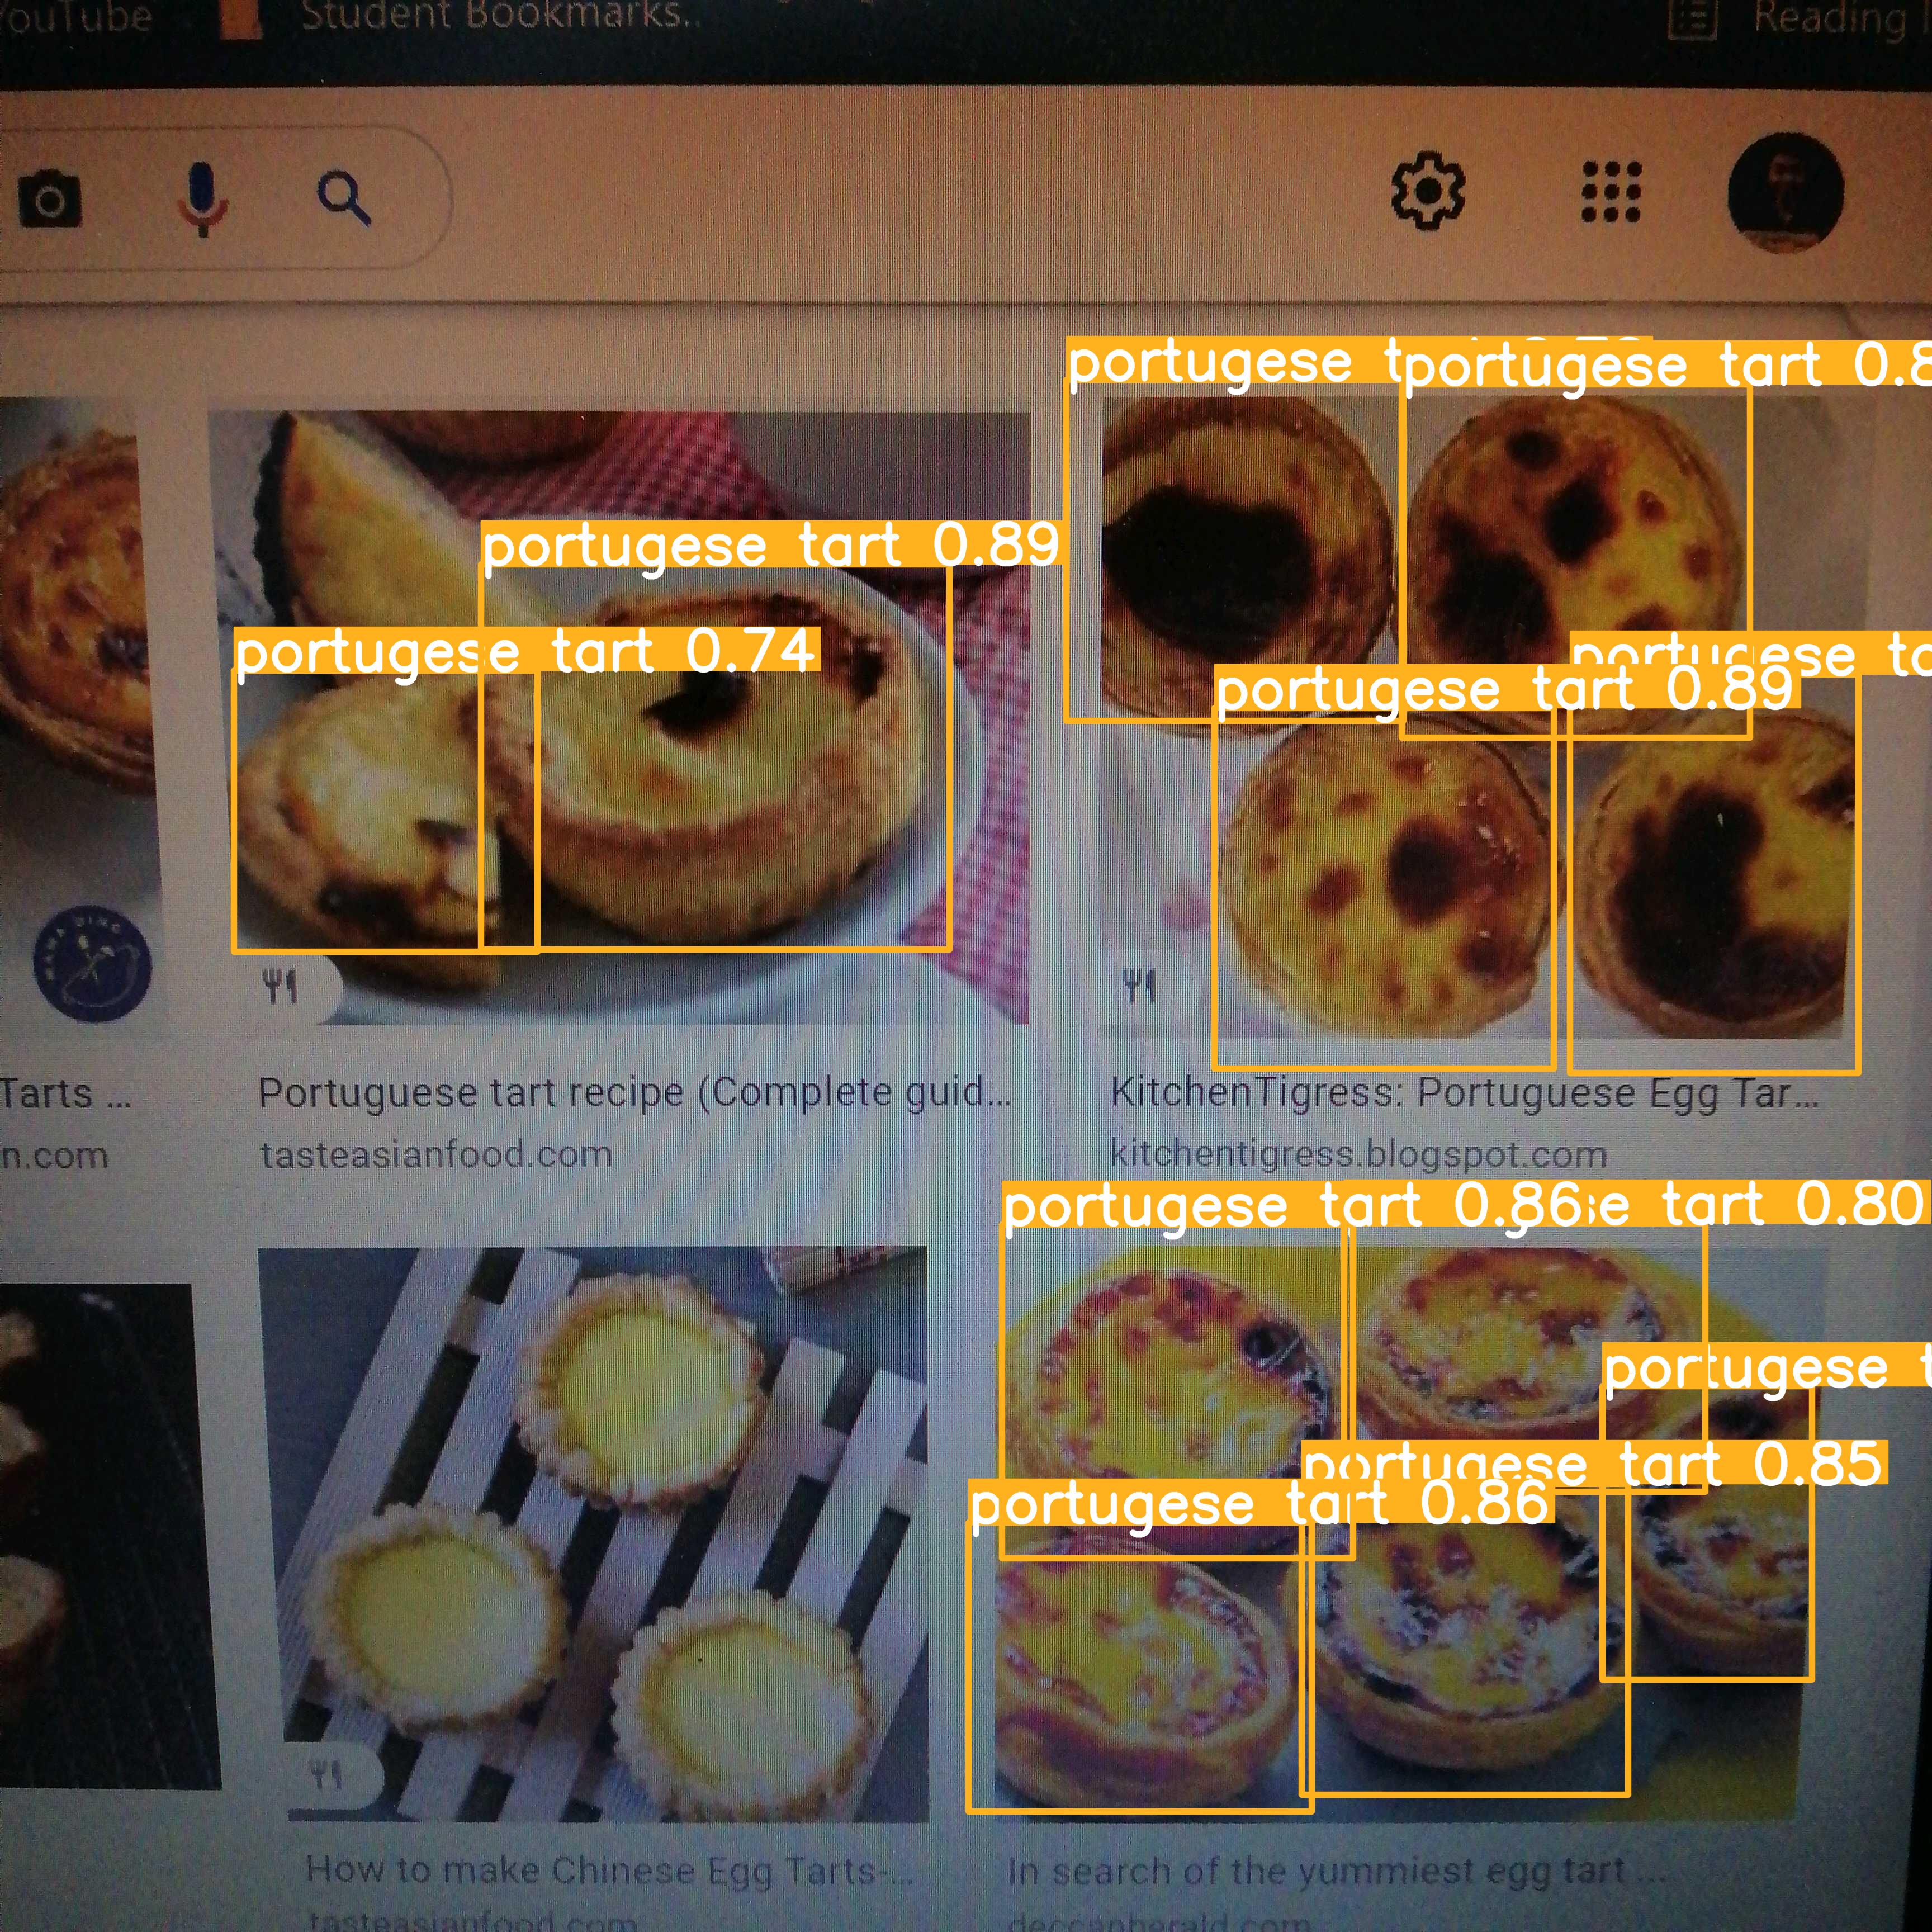 YouTube Student Bookmarks.. Reading
portugese
portugese tart 0.8
portugese tart 0.89
portugese tart 0.74
portugese
portugese tart 0.89
Tarts ...
n.com
Portuguese tart recipe (Complete guid...
tasteasianfood.com
KitchenTigress: Portuguese Egg Tar...
kitchentigress.blogspot.com
portugese tart 0.86
tart 0.80
portugese
portugese tart 0.85
portugese tart 0.86
How to make Chinese Egg Tarts-...
tasteasianfood.com
In search of the yummiest egg tart ...
deccanherald.com